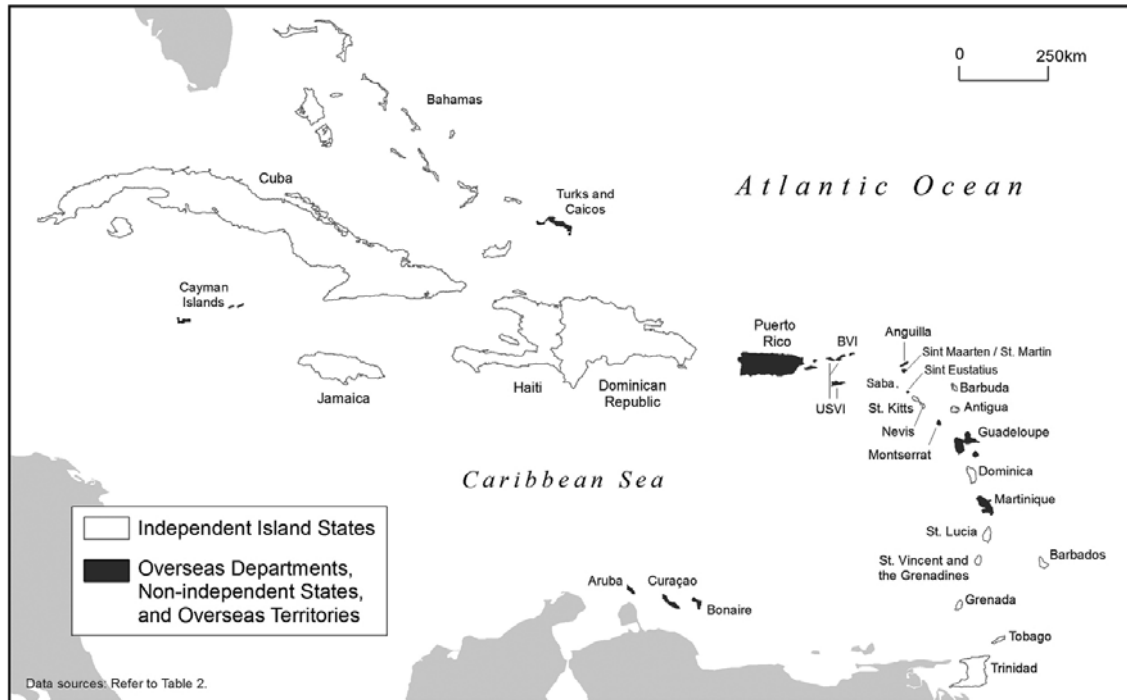 0 250km
Bahamas
Cuba
Atlantic Ocean
Turks and
Caicos
Cayman
Islands
Puerto
Rico
BVI
Anguilla
Sint Maarten / St. Martin
Sint Eustatius
Saba
Barbuda
Jamaica
Haiti
Dominican
Republic
USVI
St. Kitts
Antigua
Nevis
Guadeloupe
Montserrat
Caribbean Sea
Dominica
Martinique
St. Lucia
St. Vincent and
the Grenadines
Barbados
Grenada
Aruba
Curaçao
Bonaire
Tobago
Trinidad
Independent Island States
Overseas Departments,
Non-independent States,
and Overseas Territories
Data sources: Refer to Table 2.